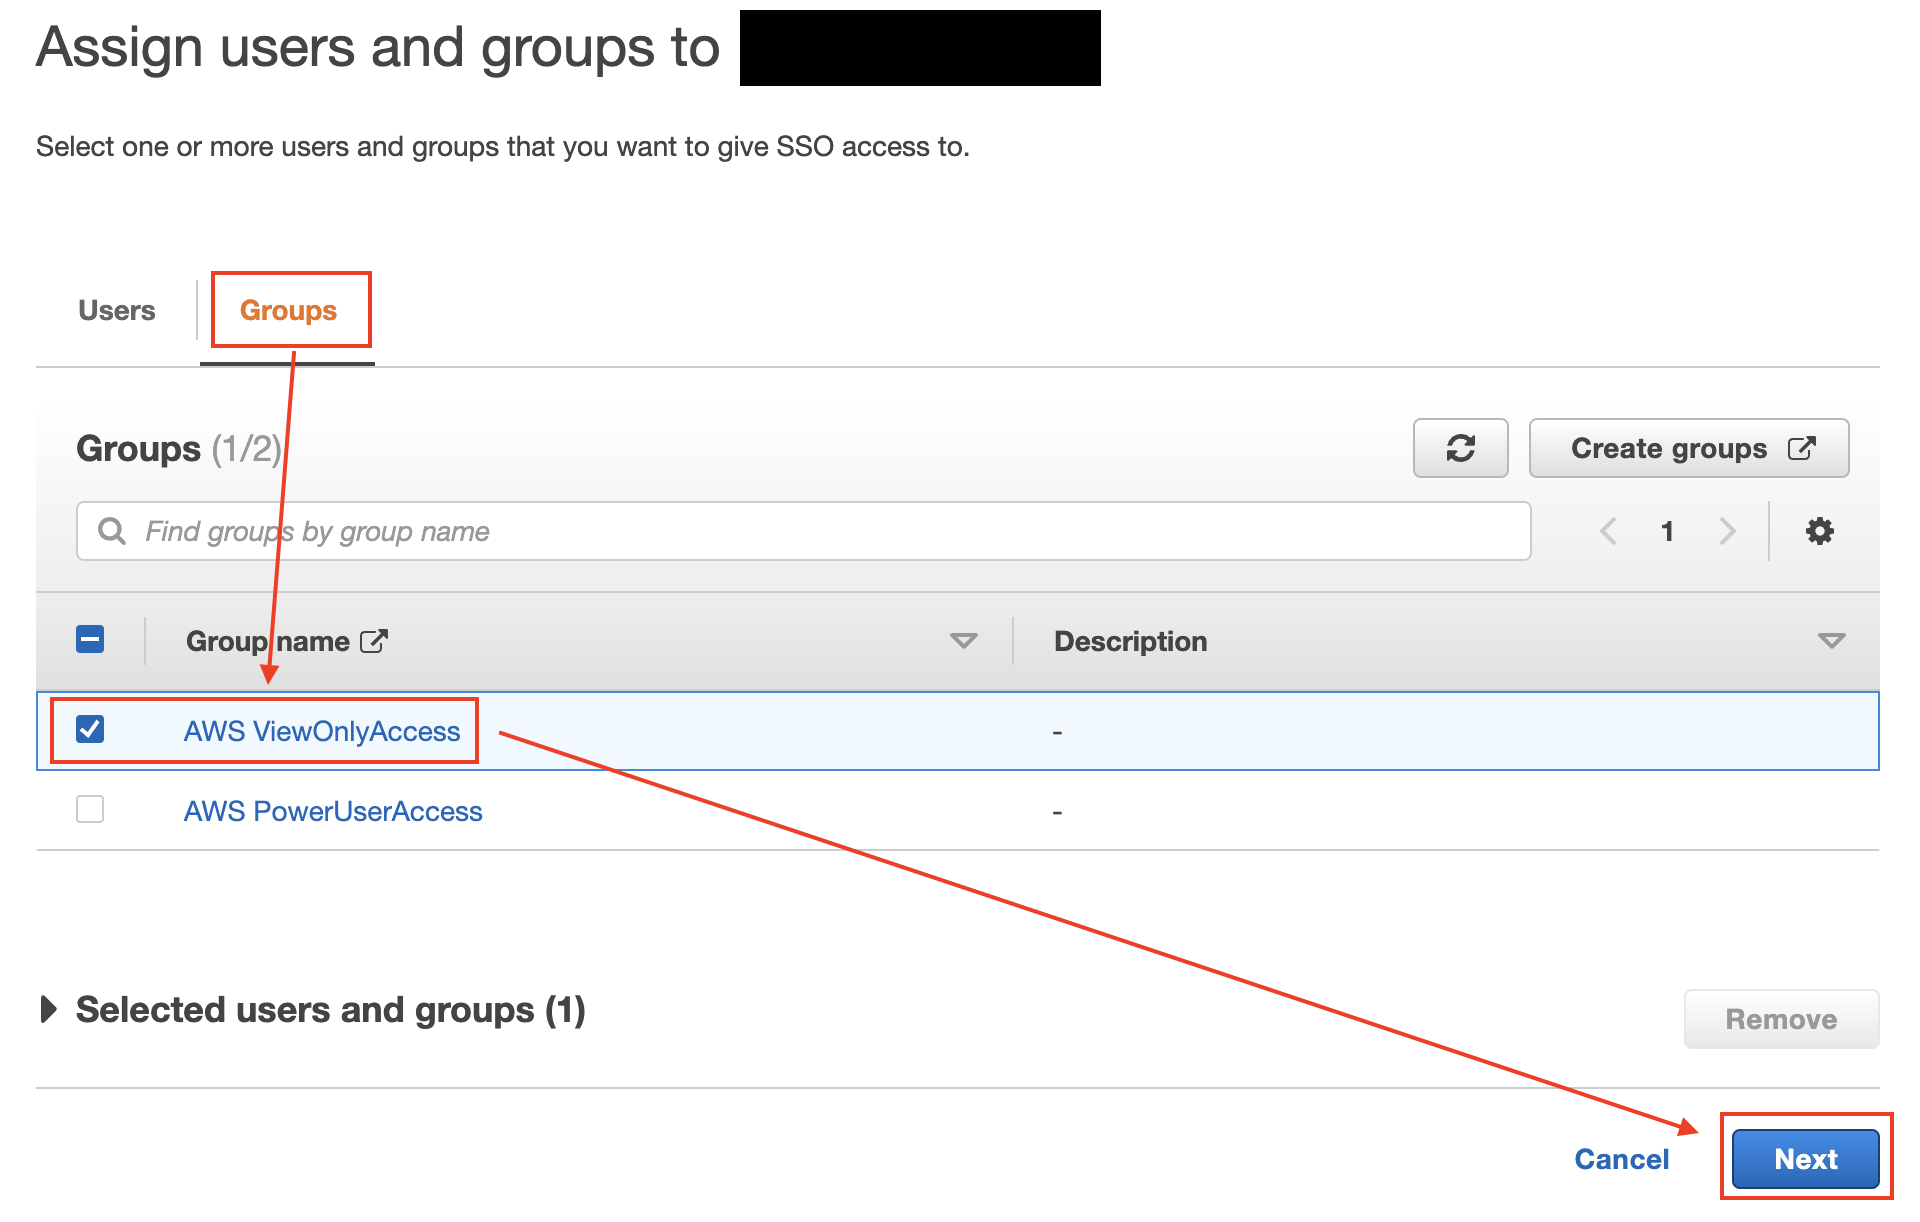 Assign users and groups to
Select one or more users and groups that you want to give SSO access to.
Users
Groups
Groups (1/2)
Create groups
Find groups by group name
1
Group name
Description
AWS ViewOnlyAccess
-
AWS PowerUserAccess
-
Selected users and groups (1)
Remove
Cancel
Next